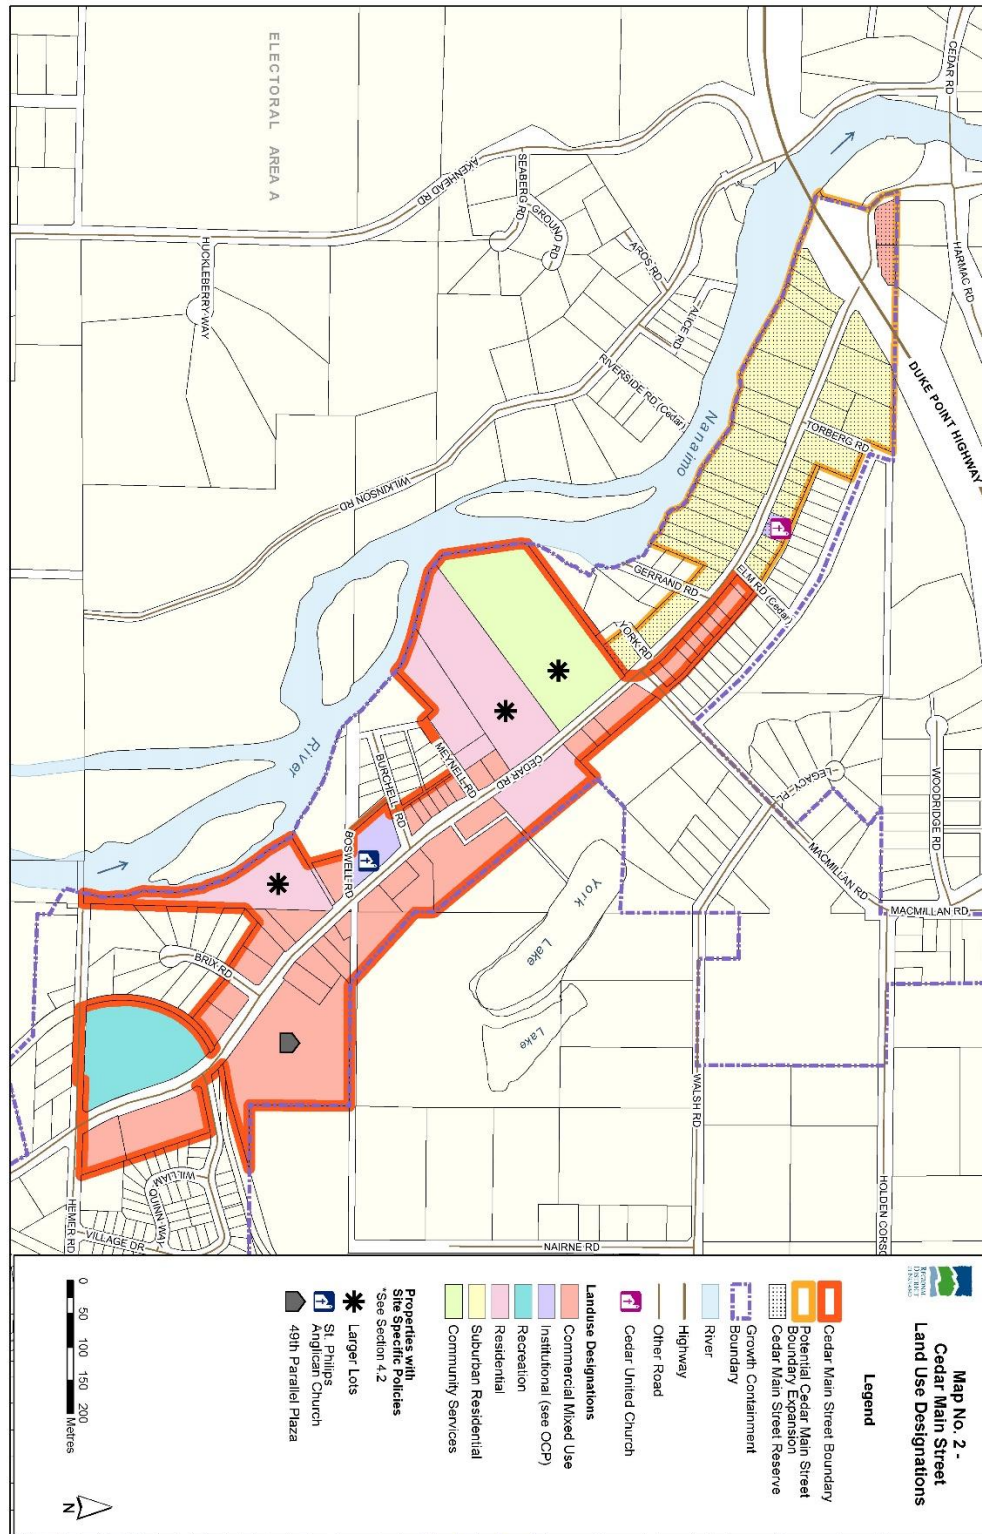 Map No. 2 -
Cedar Main Street
Land Use Designations
REGIONAL
DISTRICT
OF NANAIMO
Legend
Cedar Main Street Boundary
Potential Cedar Main Street
Boundary Expansion
Cedar Main Street Reserve
Growth Containment
Boundary
River
Highway
Other Road
Cedar United Church
Landuse Designations
Commercial Mixed Use
Institutional (see OCP)
Recreation
Residential
Suburban Residential
Community Services
Properties with
Site Specific Policies
*See Section 4.2
Larger Lots
St. Philips
Anglican Church
49th Parallel Plaza
0 50 100 150 200
Metres
N
ELECTORAL AREA A
CEDAR RD
HARMAC RD
DUKE POINT HIGHWAY
AKENHEAD RD
SEABERG RD
GROUND RD
HUCKLEBERRY WAY
AROS RD
ALICE RD
RIVERSIDE RD (Cedar)
WILKINSON RD
Nanaimo
TORBERG RD
ELM RD (Cedar)
GERRAND RD
YORK RD
WOODRIDGE RD
LEGACY PL
MACMILLAN RD
MACMILLAN RD
CEDAR RD
MEYNELL RD
BURCHELL RD
BOSWELL RD
River
York
Lake
Lake
WALSH RD
HOLDEN CORSO
BRIX RD
WILLIAM
QUINN WAY
VILLAGE DR
HEMER RD
NAIRNE RD